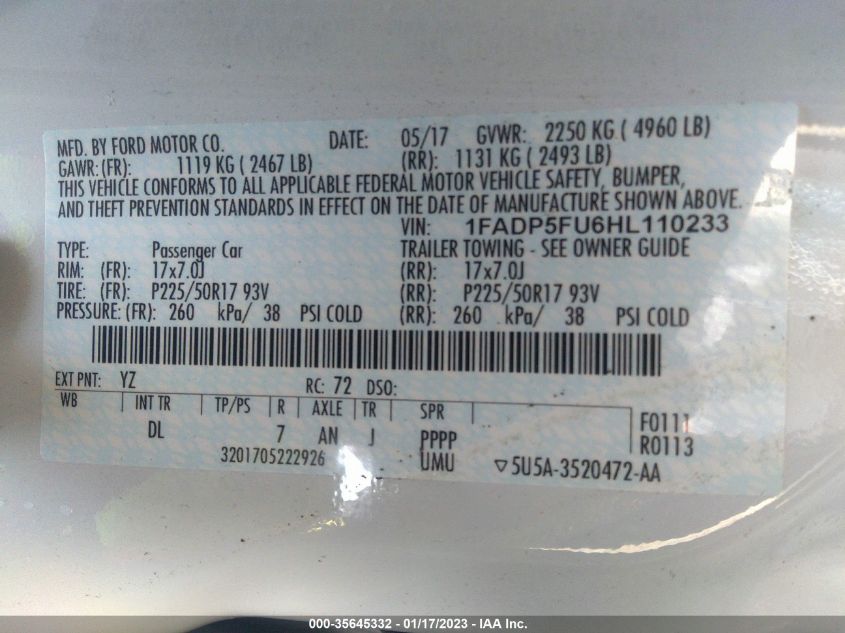 MFD. BY FORD MOTOR CO. DATE: 05/17 GVWR: 2250 KG ( 4960 LB)
GAWR: (FR): 1119 KG ( 2467 LB) (RR): 1131 KG ( 2493 LB)
THIS VEHICLE CONFORMS TO ALL APPLICABLE FEDERAL MOTOR VEHICLE SAFETY, BUMPER,
AND THEFT PREVENTION STANDARDS IN EFFECT ON THE DATE OF MANUFACTURE SHOWN ABOVE.
VIN: 1FADP5FU6HL110233
TYPE: Passenger Car TRAILER TOWING - SEE OWNER GUIDE
RIM: (FR): 17x7.0J (RR): 17x7.0J
TIRE: (FR): P225/50R17 93V (RR): P225/50R17 93V
PRESSURE: (FR): 260 kPa/ 38 PSI COLD (RR): 260 kPa/ 38 PSI COLD
EXT PNT: YZ RC: 72 DSO:
WB INT TR TP/PS R AXLE TR SPR F0111
DL 7 AN J PPPP R0113
3201705222926 UMU ▽5U5A-3520472-AA
000-35645332 - 01/17/2023 - IAA Inc.